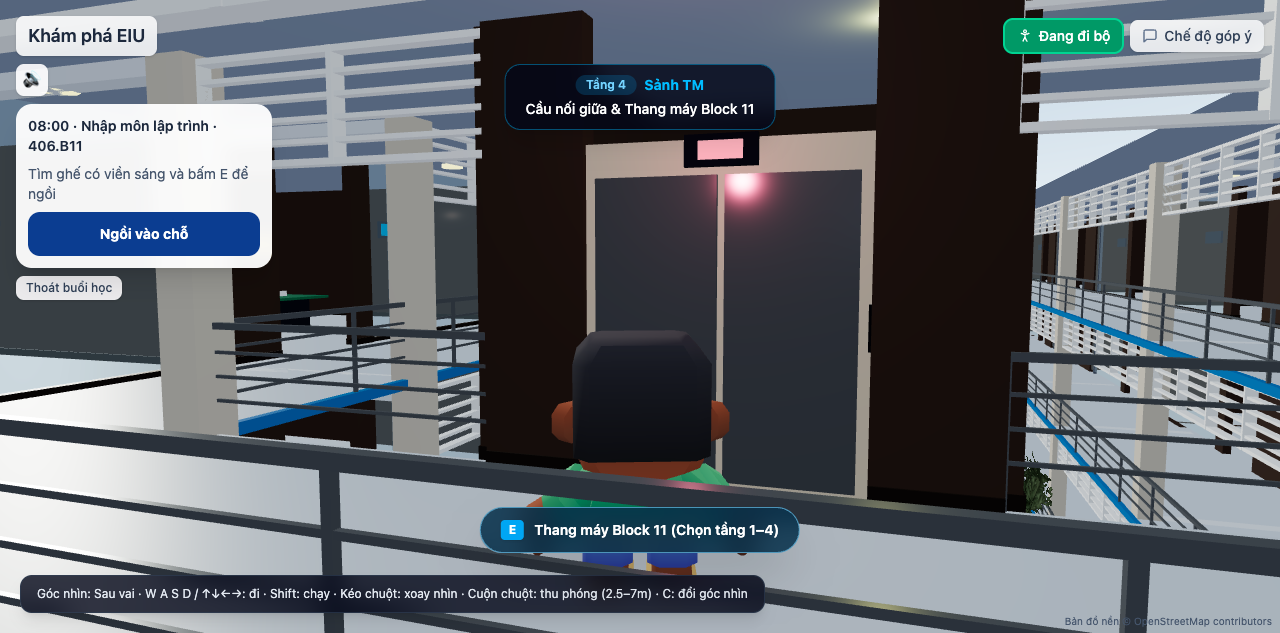 Khám phá EIU
08:00 · Nhập môn lập trình ·
406.B11
Tìm ghế có viền sáng và bấm E để
ngồi
Ngồi vào chỗ
Thoát buổi học
Tầng 4 Sảnh TM
Cầu nối giữa & Thang máy Block 11
Đang đi bộ
Chế độ góp ý
E Thang máy Block 11 (Chọn tầng 1–4)
Góc nhìn: Sau vai · W A S D / ↑↓←→: đi · Shift: chạy · Kéo chuột: xoay nhìn · Cuộn chuột: thu phóng (2.5–7m) · C: đổi góc nhìn
Bản đồ nền © OpenStreetMap contributors